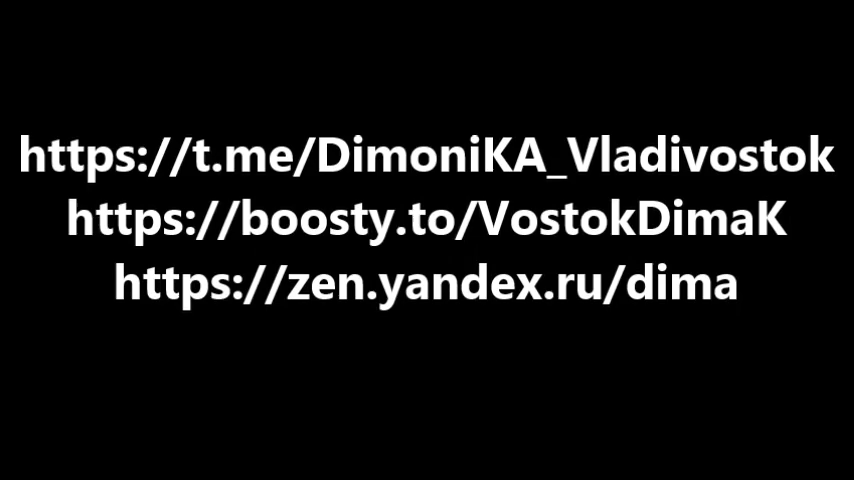 https://t.me/DimoniKA_Vladivostok
https://boosty.to/VostokDimaK
https://zen.yandex.ru/dima